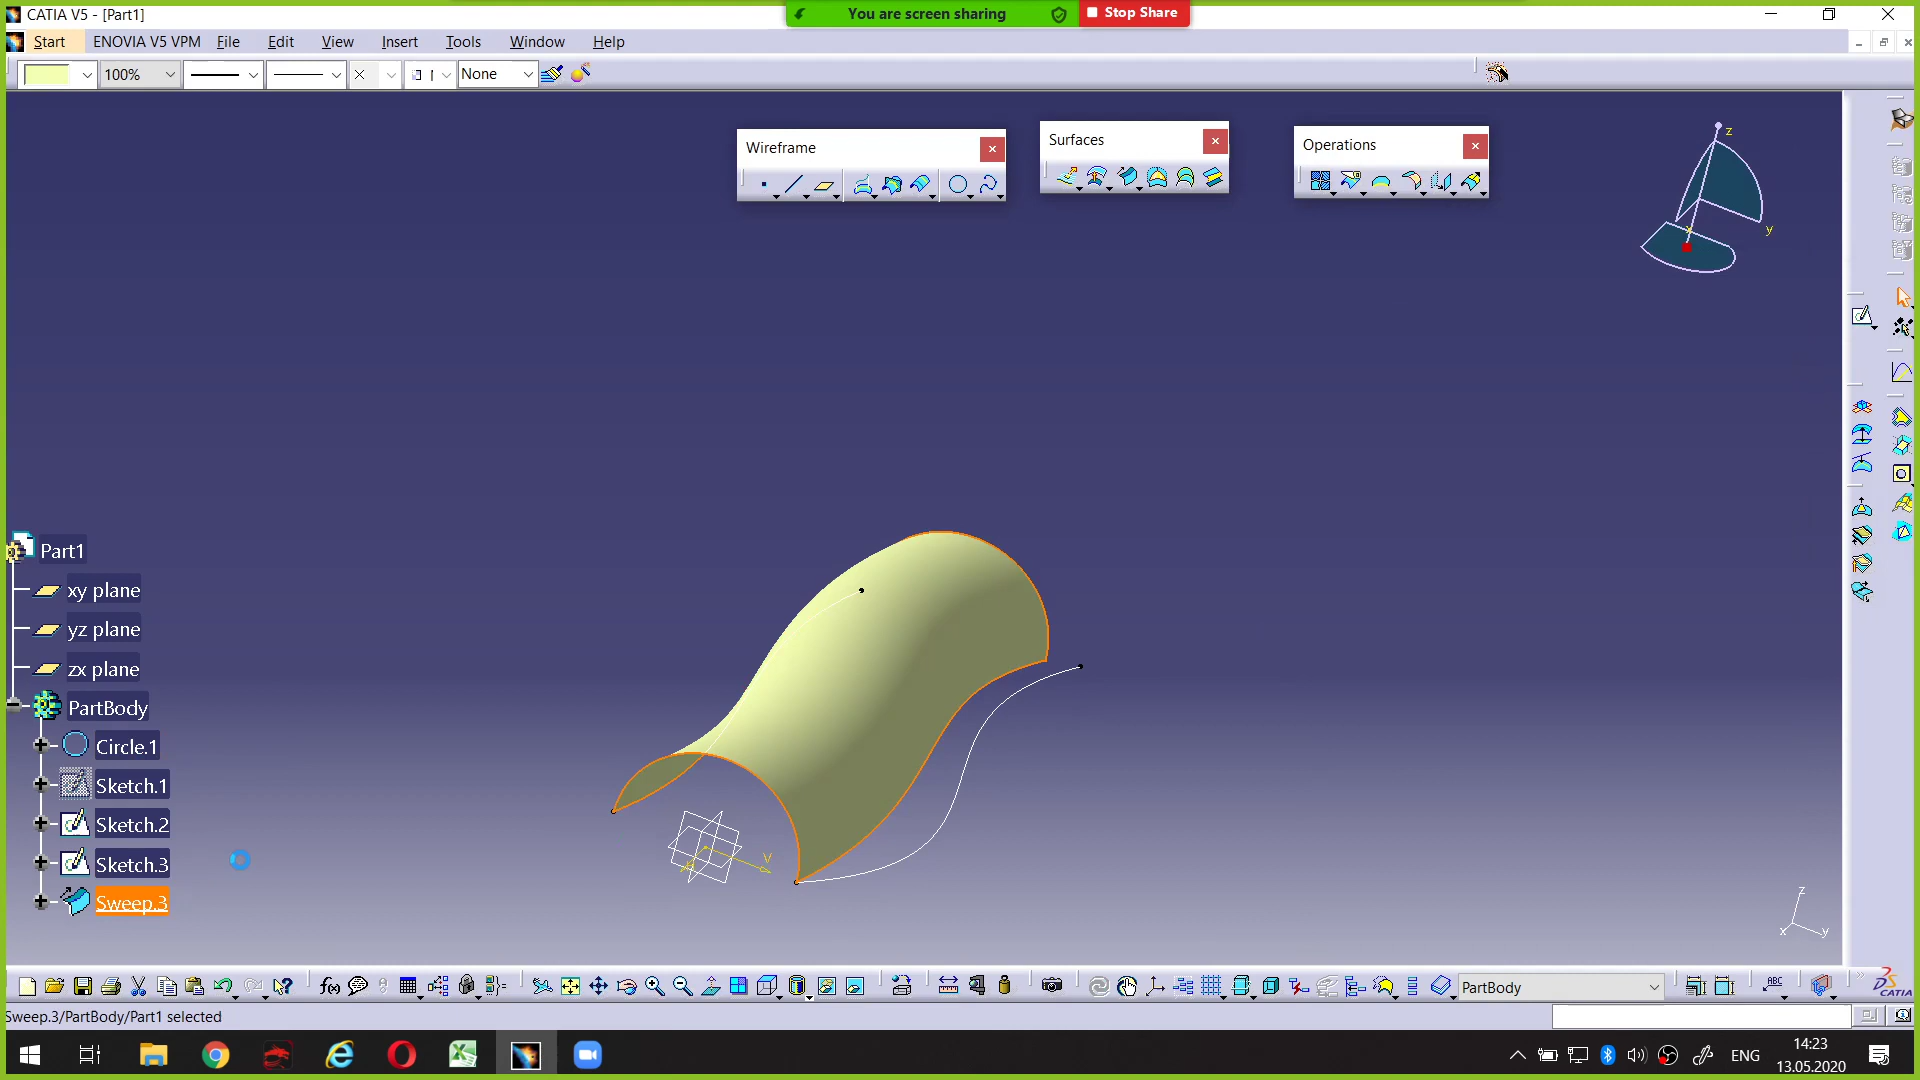 CATIA V5 - [Part1]
You are screen sharing
Stop Share
Start
ENOVIA V5 VPM
File
Edit
View
Insert
Tools
Window
Help
100%
None
Wireframe
Surfaces
Operations
z
y
x
Part1
xy plane
yz plane
zx plane
PartBody
Circle.1
Sketch.1
Sketch.2
Sketch.3
Sweep.3
V
z
x
y
f(x)
PartBody
ABC
CATIA
Sweep.3/PartBody/Part1 selected
ENG
14:23
13.05.2020